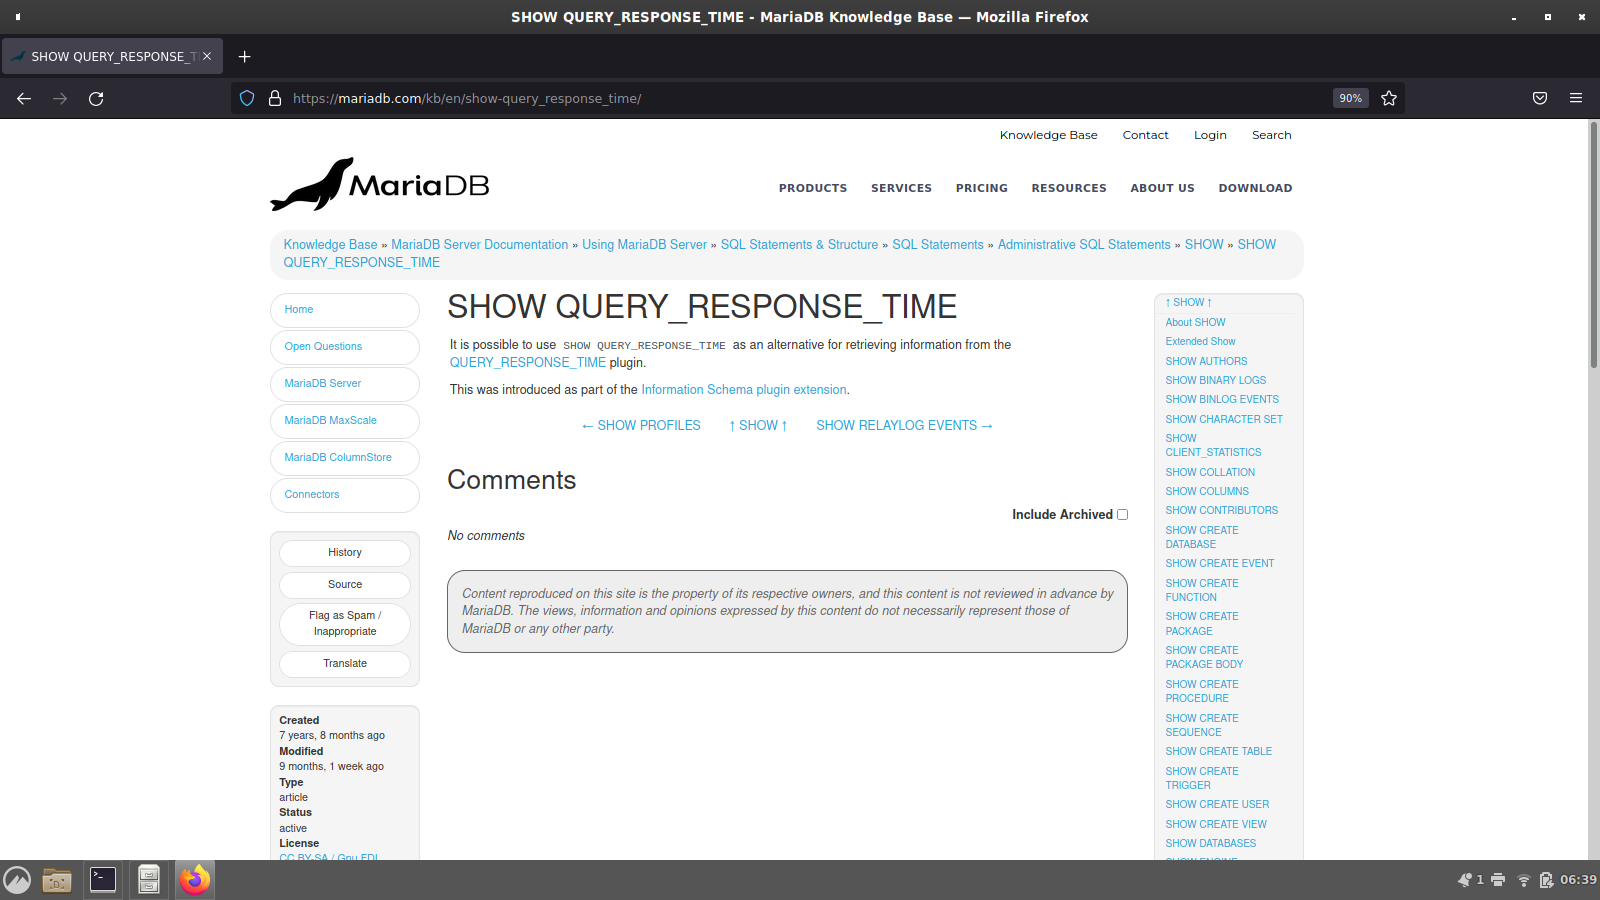 SHOW QUERY_RESPONSE_TIME - MariaDB Knowledge Base — Mozilla Firefox
SHOW QUERY_RESPONSE_T
https://mariadb.com/kb/en/show-query_response_time/
90%
Knowledge Base Contact Login Search
MariaDB
PRODUCTS SERVICES PRICING RESOURCES ABOUT US DOWNLOAD
Knowledge Base » MariaDB Server Documentation » Using MariaDB Server » SQL Statements & Structure » SQL Statements » Administrative SQL Statements » SHOW » SHOW
QUERY_RESPONSE_TIME
Home
Open Questions
MariaDB Server
MariaDB MaxScale
MariaDB ColumnStore
Connectors
History
Source
Flag as Spam /
Inappropriate
Translate
Created
7 years, 8 months ago
Modified
9 months, 1 week ago
Type
article
Status
active
License
CC BY-SA / Gnu FDL
SHOW QUERY_RESPONSE_TIME
It is possible to use SHOW QUERY_RESPONSE_TIME as an alternative for retrieving information from the
QUERY_RESPONSE_TIME plugin.
This was introduced as part of the Information Schema plugin extension.
← SHOW PROFILES ↑ SHOW ↑ SHOW RELAYLOG EVENTS →
Comments
Include Archived
No comments
Content reproduced on this site is the property of its respective owners, and this content is not reviewed in advance by
MariaDB. The views, information and opinions expressed by this content do not necessarily represent those of
MariaDB or any other party.
↑ SHOW ↑
About SHOW
Extended Show
SHOW AUTHORS
SHOW BINARY LOGS
SHOW BINLOG EVENTS
SHOW CHARACTER SET
SHOW
CLIENT_STATISTICS
SHOW COLLATION
SHOW COLUMNS
SHOW CONTRIBUTORS
SHOW CREATE
DATABASE
SHOW CREATE EVENT
SHOW CREATE
FUNCTION
SHOW CREATE
PACKAGE
SHOW CREATE
PACKAGE BODY
SHOW CREATE
PROCEDURE
SHOW CREATE
SEQUENCE
SHOW CREATE TABLE
SHOW CREATE
TRIGGER
SHOW CREATE USER
SHOW CREATE VIEW
SHOW DATABASES
SHOW ENGINE
1
06:39